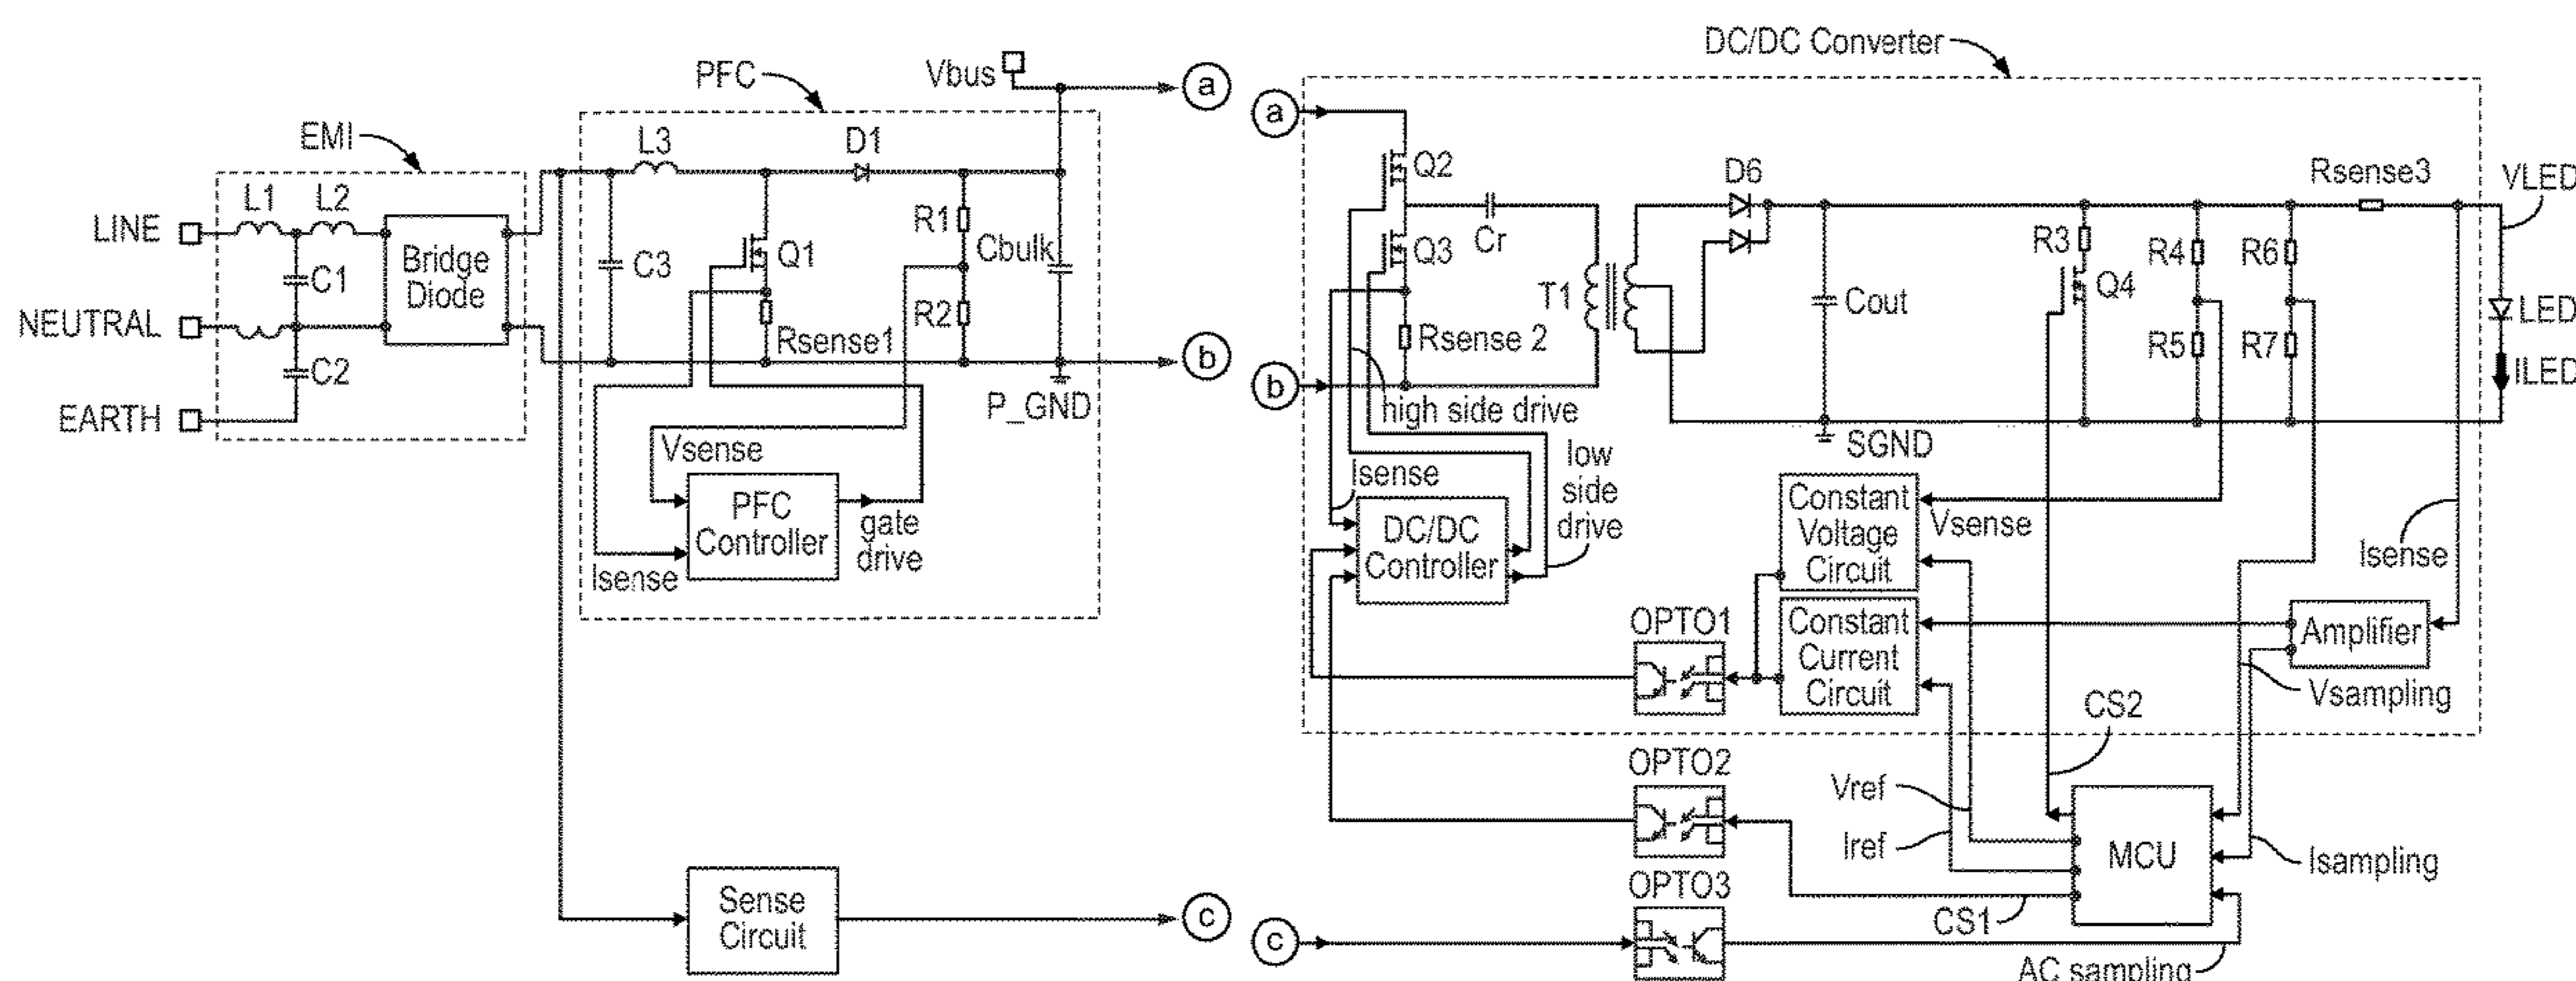 DC/DC Converter
PFC
Vbus
a
a
EMI
L3
D1
L1
L2
LINE
C1
Bridge
Diode
NEUTRAL
C2
EARTH
C3
Q1
R1
Cbulk
R2
Rsense1
b
P_GND
Vsense
PFC
Controller
gate
drive
Isense
Sense
Circuit
c
Q2
Q3
Cr
Rsense 2
b
T1
D6
Cout
SGND
R3
Q4
R4
R6
R5
R7
Rsense3
VLED
LED
ILED
high side drive
Isense
low
side
drive
DC/DC
Controller
Constant
Voltage
Circuit
Vsense
Isense
Constant
Current
Circuit
Amplifier
OPTO1
Vsampling
CS2
OPTO2
Vref
Iref
MCU
Isampling
OPTO3
CS1
c
AC sampling